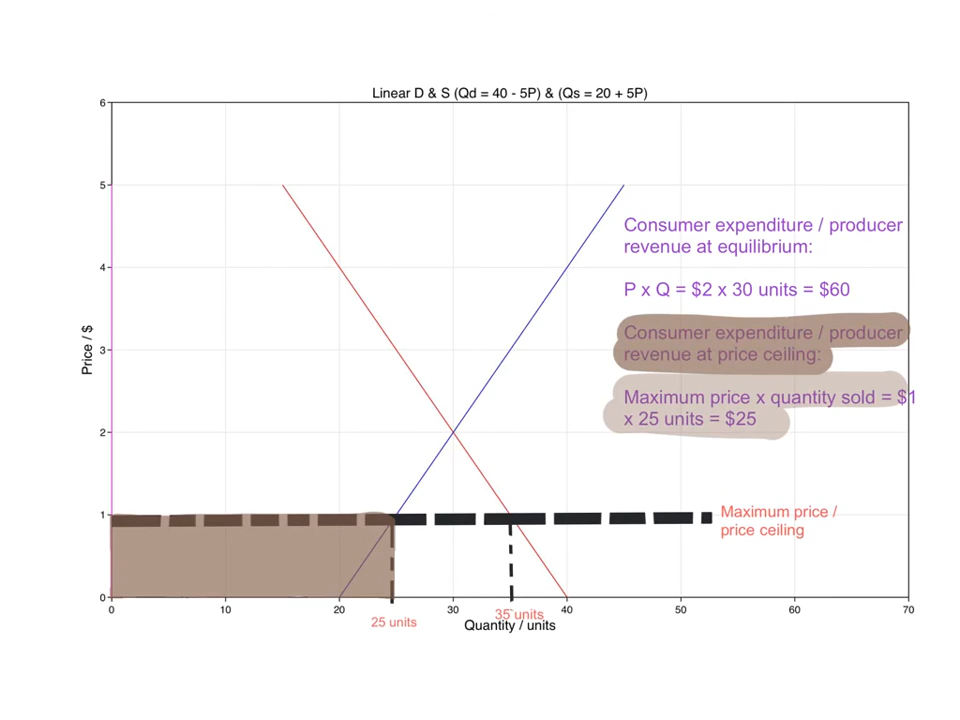 Linear D & S (Qd = 40 - 5P) & (Qs = 20 + 5P)
6
5
4
3
2
1
0
Price / $
Consumer expenditure / producer
revenue at equilibrium:
P x Q = $2 x 30 units = $60
Consumer expenditure / producer
revenue at price ceiling:
Maximum price x quantity sold = $1
x 25 units = $25
Maximum price /
price ceiling
0 10 20 30 40 50 60 70
25 units
35 units
Quantity / units